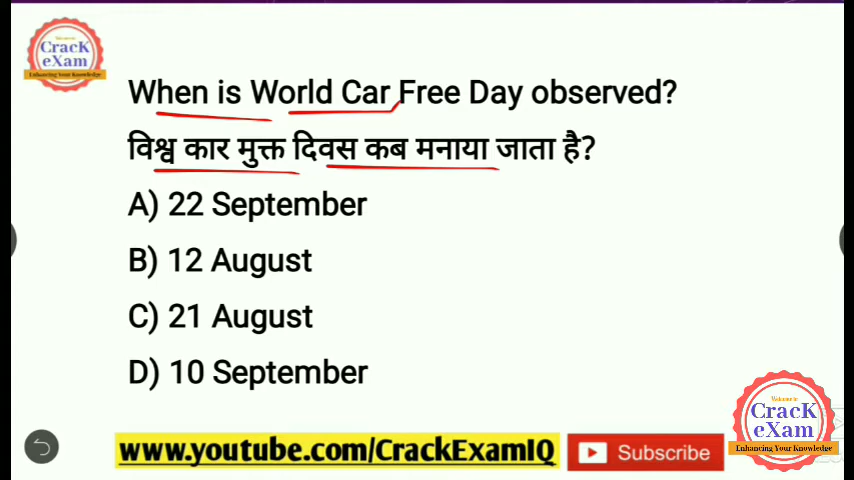 CracK
eXam
Enhancing Your Knowledge
When is World Car Free Day observed?
विश्व कार मुक्त दिवस कब मनाया जाता है?
A) 22 September
B) 12 August
C) 21 August
D) 10 September
www.youtube.com/CrackExamIQ
Subscribe
Welcome to
CracK
eXam
Enhancing Your Knowledge